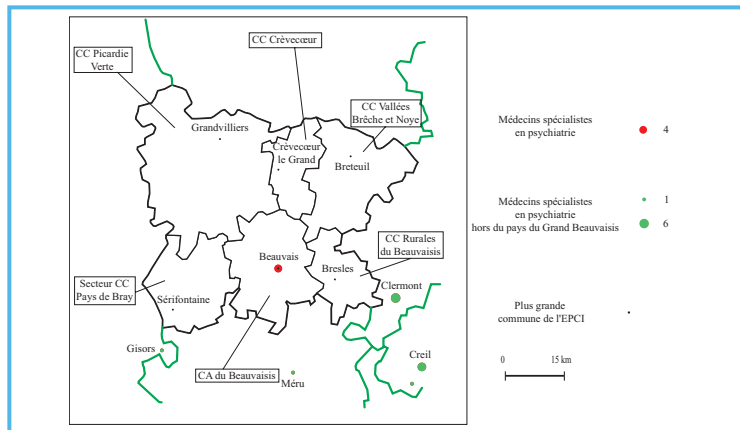 CC Crèvecœur
CC Picardie
Verte
CC Vallées
Brêche et Noye
Grandvilliers
Crèvecœur
le Grand
Breteuil
CC Rurales
du Beauvaisis
Beauvais
Bresles
Secteur CC
Pays de Bray
Sérifontaine
Clermont
Gisors
CA du Beauvaisis
Méru
Creil
Médecins spécialistes
en psychiatrie
4
Médecins spécialistes
en psychiatrie
hors du pays du Grand Beauvaisis
1
6
Plus grande
commune de l'EPCI
0 15 km